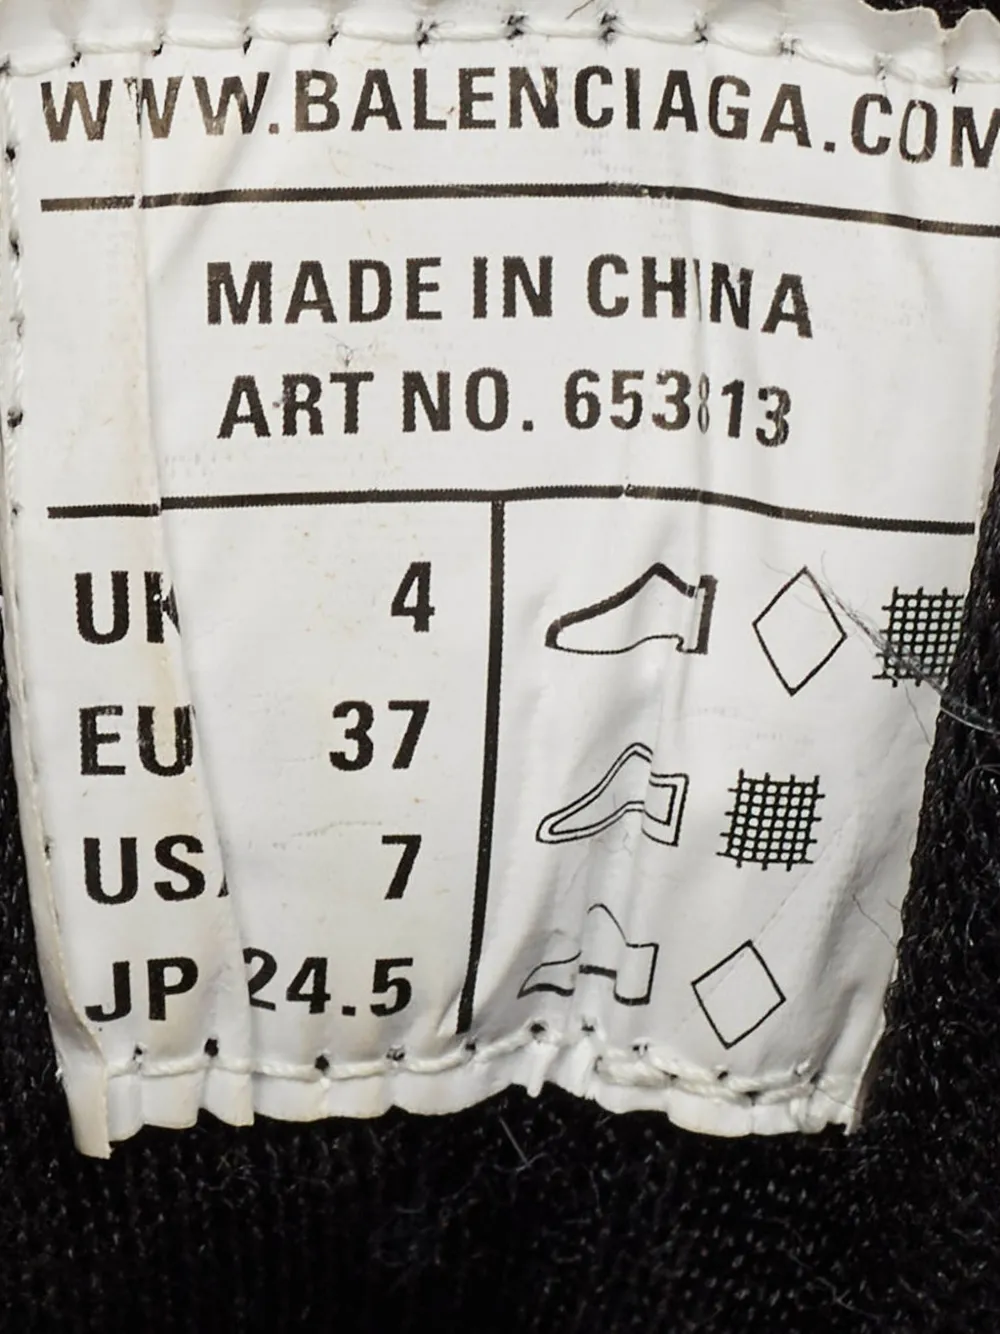 WWW.BALENCIAGA.COM
MADE IN CHINA
ART NO. 653813
UK 4
EU 37
USA 7
JP 24.5